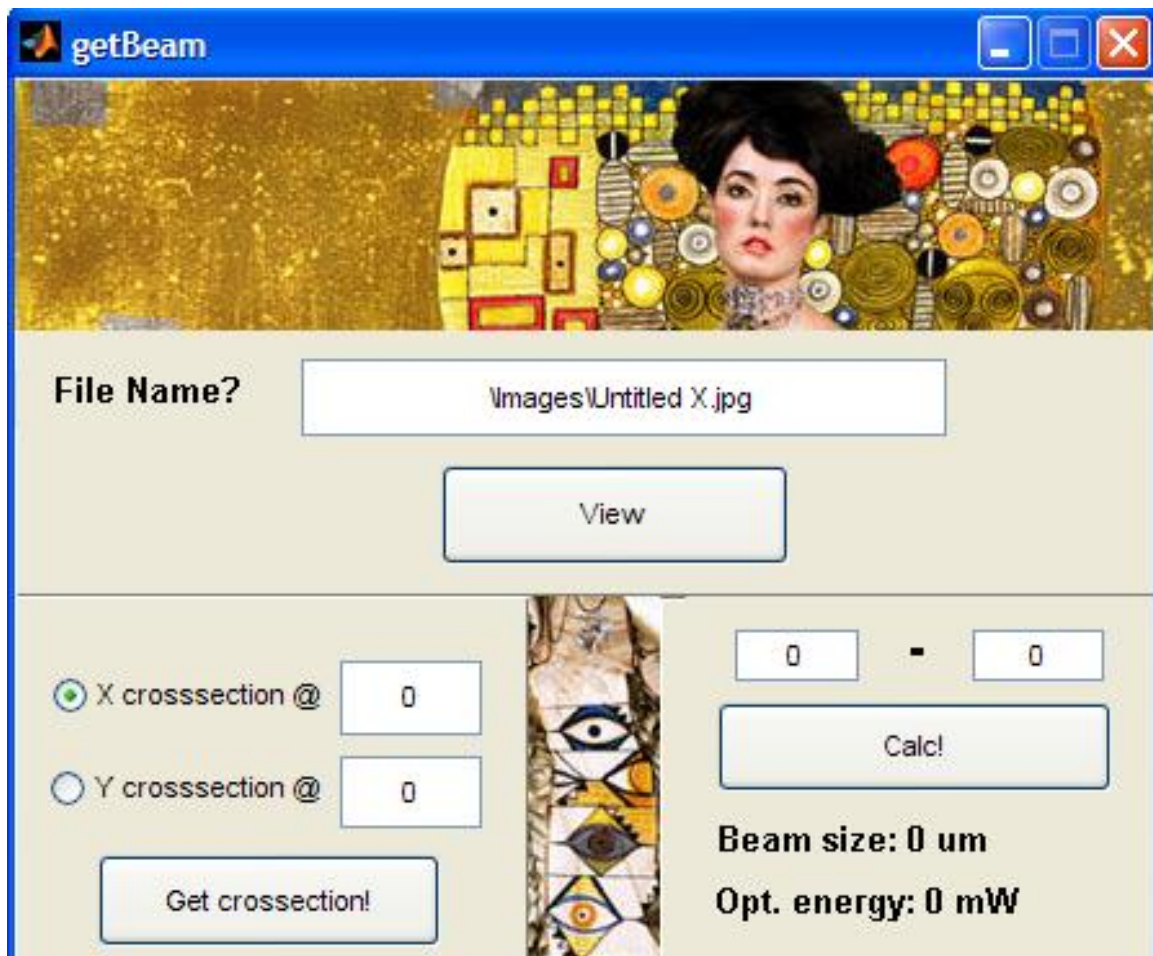 getBeam
File Name?
\Images\Untitled X.jpg
View
X crosssection @ 0
Y crosssection @ 0
Get crossection!
0 - 0
Calc!
Beam size: 0 um
Opt. energy: 0 mW